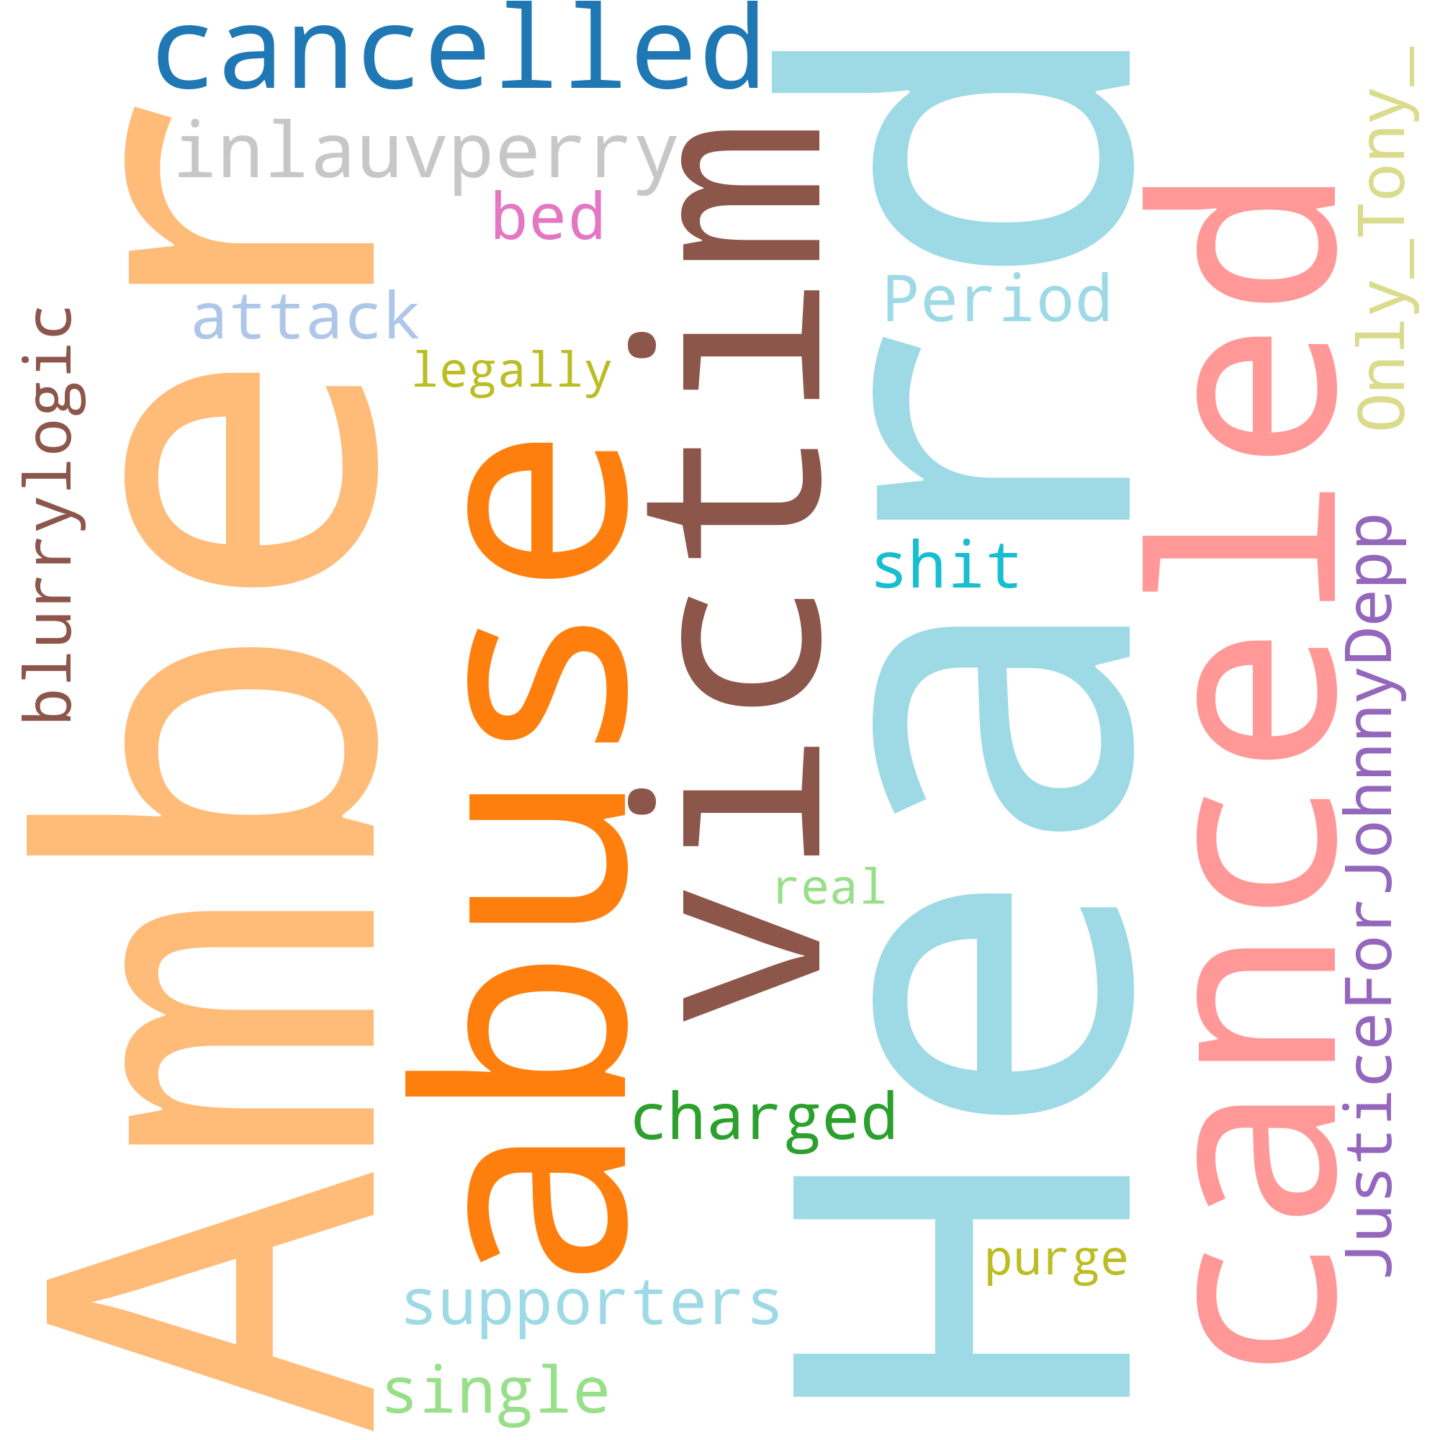 cancelled
inlauvperry
bed
attack
legally
blurrylogic
Amber
abuse
victim
Heard
Period
shit
real
charged
purge
supporters
single
canceled
Only_Tony_
JusticeForJohnnyDepp